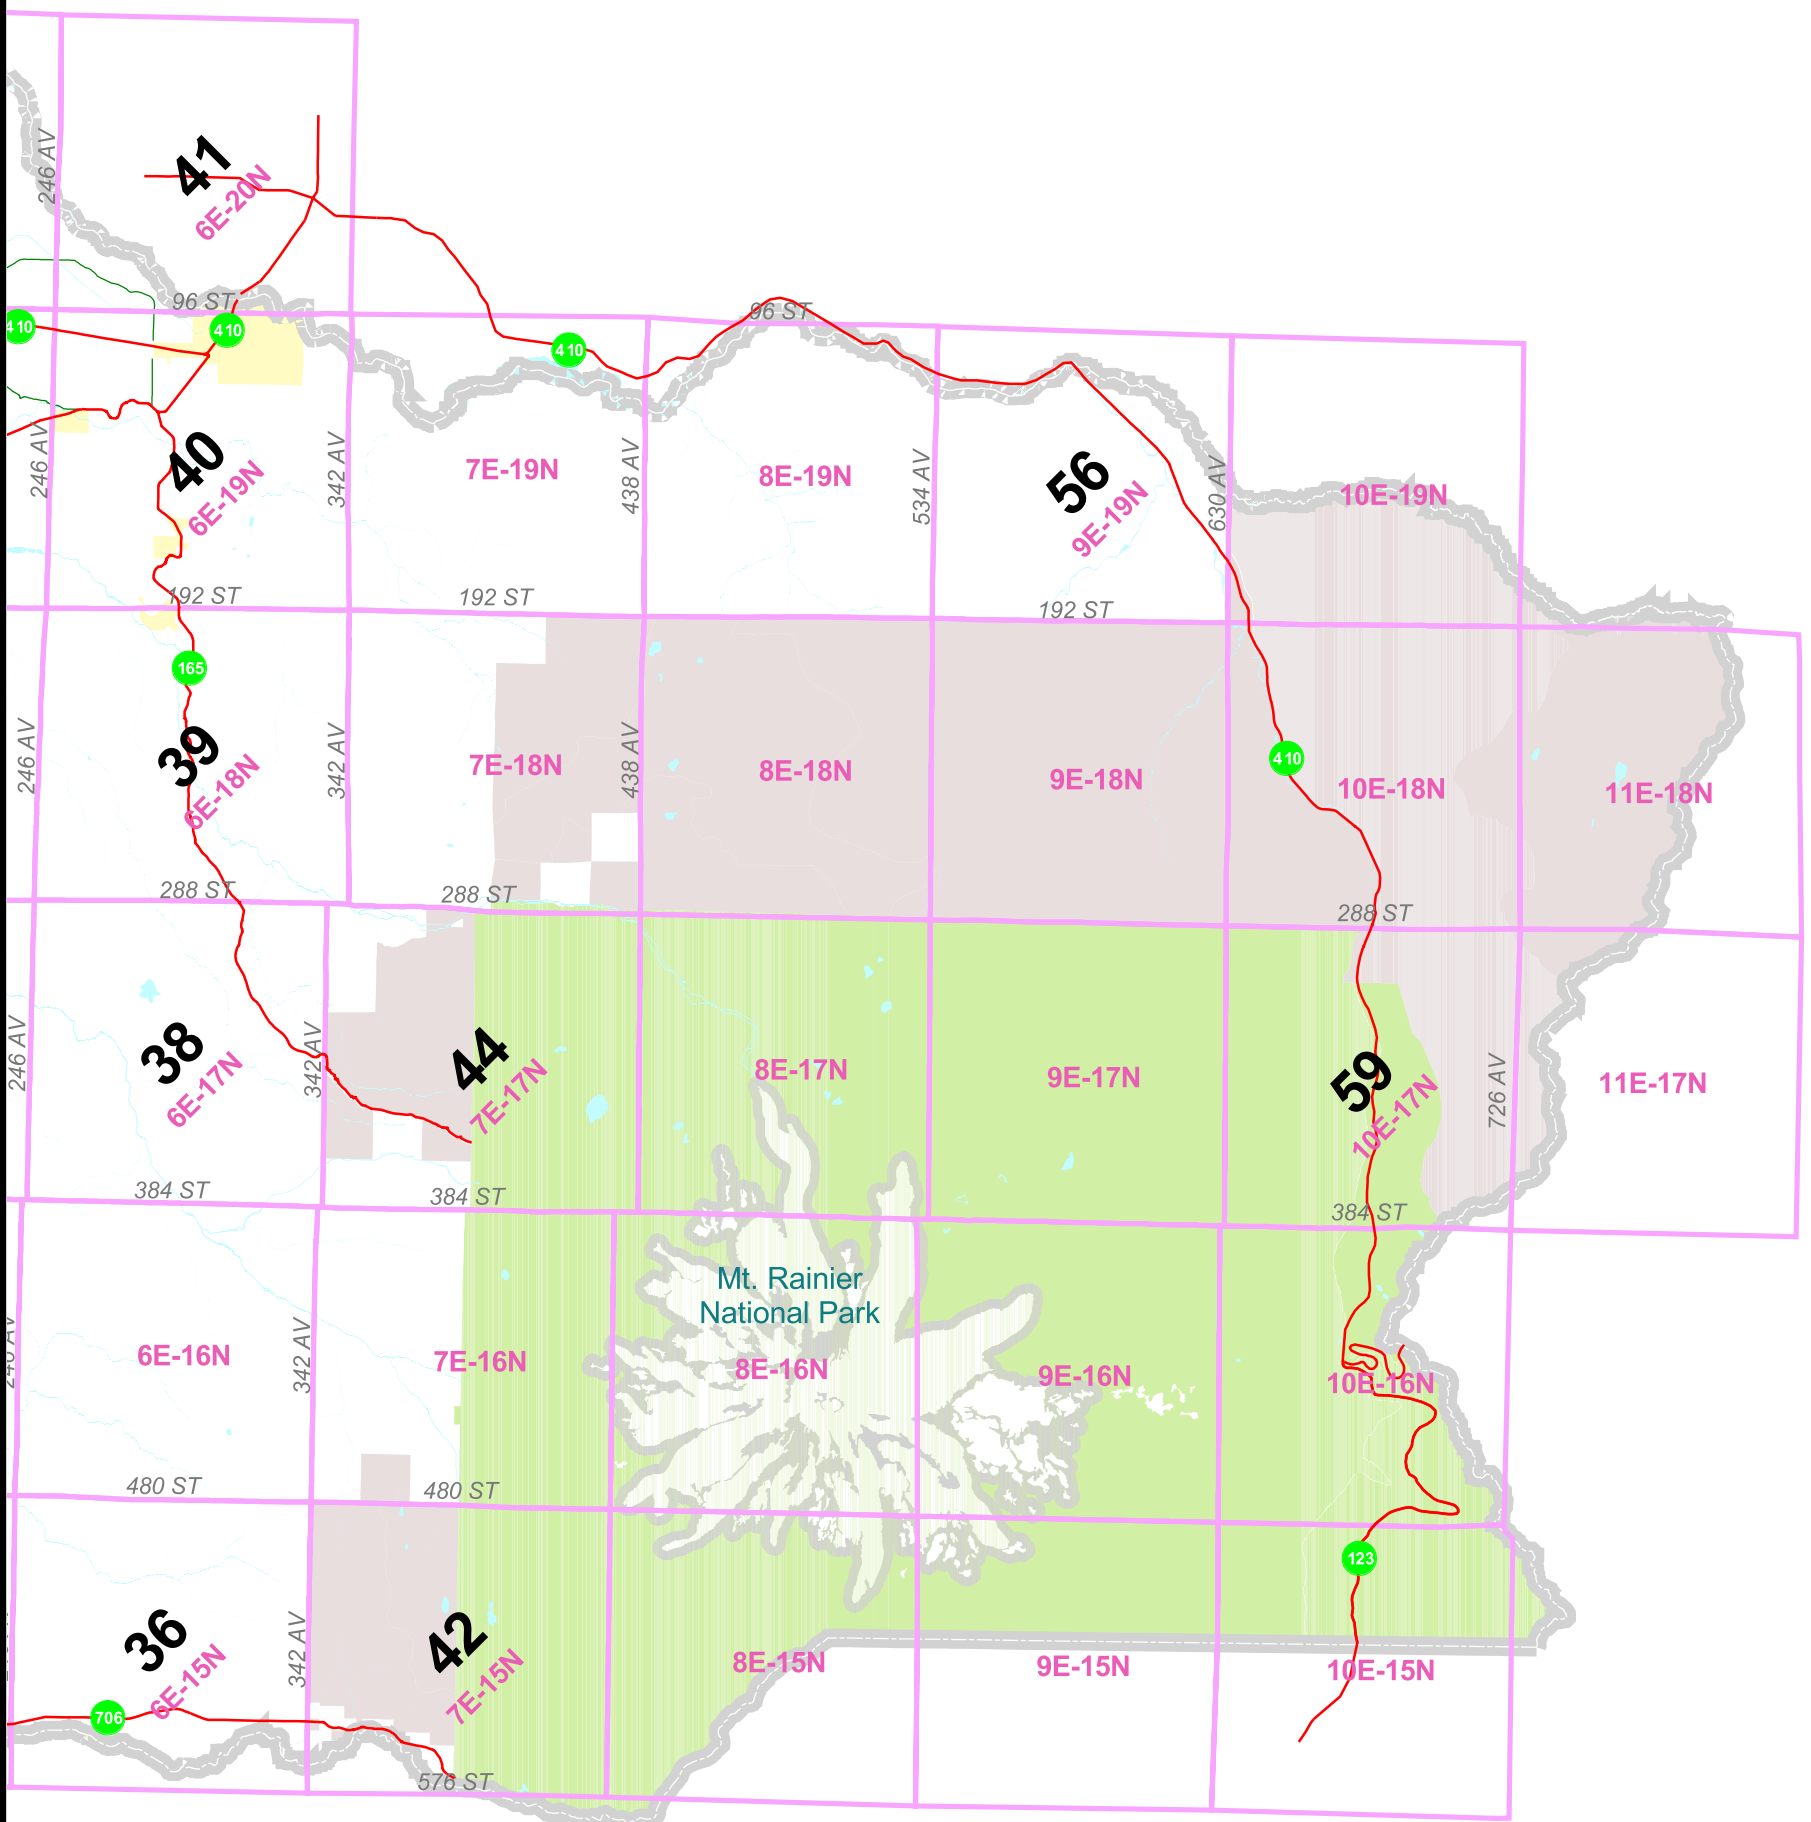 246 AV
41
6E-20N
96 ST
96 ST
410
410
410
246 AV
40
6E-19N
342 AV
7E-19N
438 AV
8E-19N
534 AV
56
9E-19N
630 AV
10E-19N
192 ST
192 ST
192 ST
165
246 AV
39
6E-18N
342 AV
7E-18N
438 AV
8E-18N
9E-18N
410
10E-18N
11E-18N
288 ST
288 ST
288 ST
246 AV
38
6E-17N
342 AV
44
7E-17N
8E-17N
9E-17N
59
10E-17N
726 AV
11E-17N
384 ST
384 ST
384 ST
Mt. Rainier
National Park
6E-16N
342 AV
7E-16N
8E-16N
9E-16N
10E-16N
480 ST
480 ST
123
36
6E-15N
342 AV
42
7E-15N
8E-15N
9E-15N
10E-15N
706
576 ST